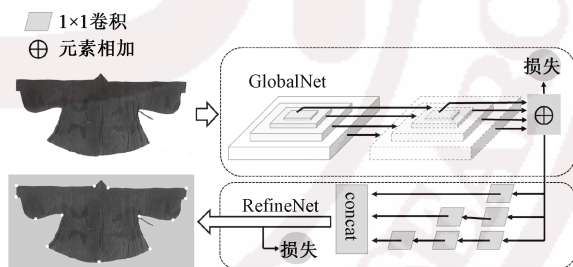 1×1卷积
元素相加
损失
GlobalNet
concat
RefineNet
损失